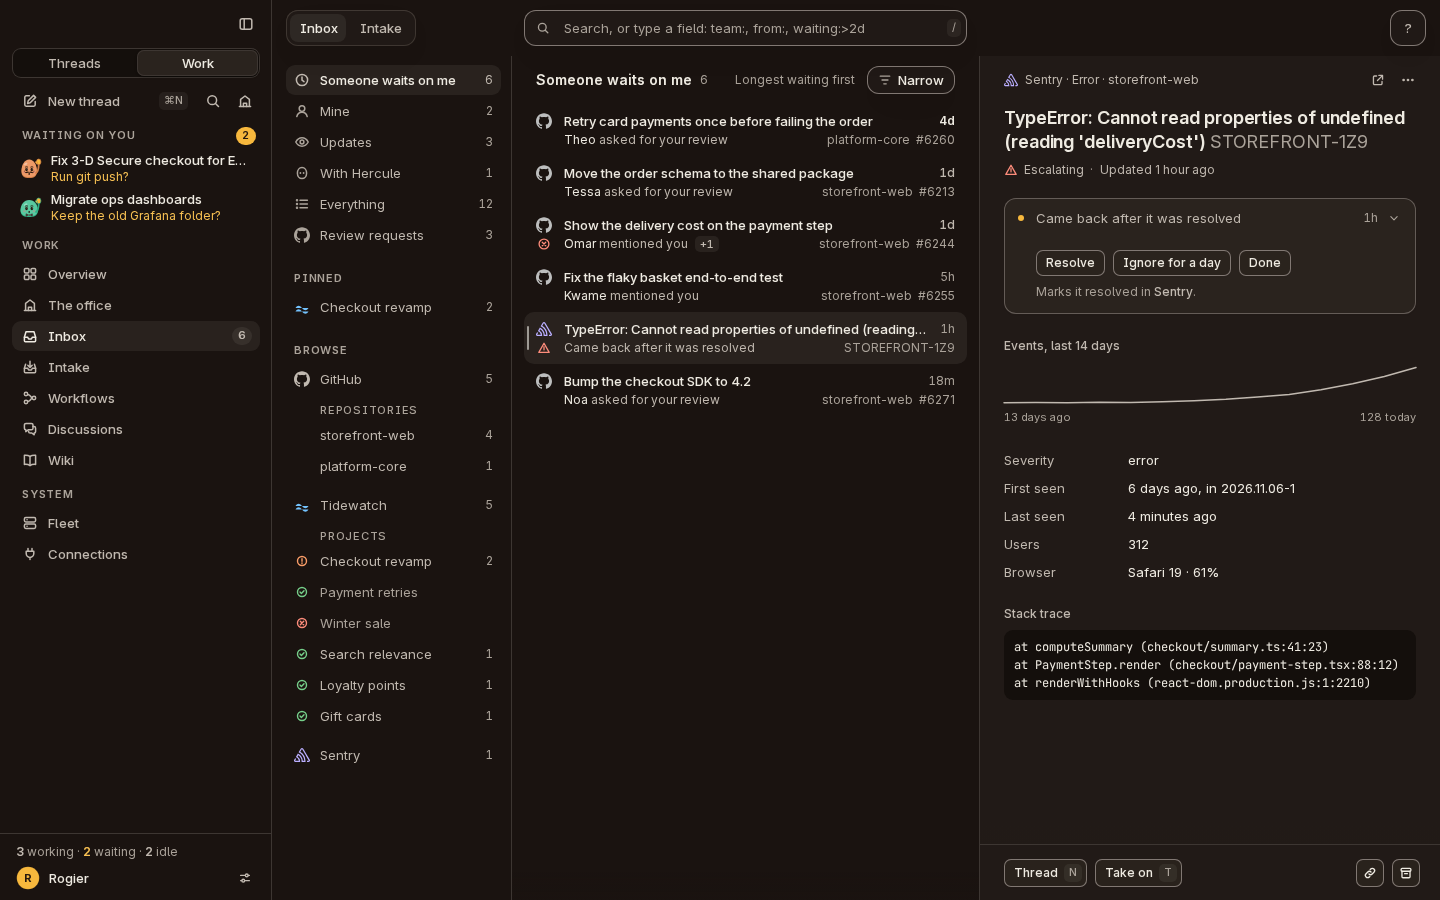 Threads
Work
New thread
⌘N
WAITING ON YOU
2
Fix 3-D Secure checkout for E…
Run git push?
Migrate ops dashboards
Keep the old Grafana folder?
WORK
Overview
The office
Inbox 6
Intake
Workflows
Discussions
Wiki
SYSTEM
Fleet
Connections
3 working · 2 waiting · 2 idle
R Rogier
Inbox
Intake
Someone waits on me 6
Mine 2
Updates 3
With Hercule 1
Everything 12
Review requests 3
PINNED
Checkout revamp 2
BROWSE
GitHub 5
REPOSITORIES
storefront-web 4
platform-core 1
Tidewatch 5
PROJECTS
Checkout revamp 2
Payment retries
Winter sale
Search relevance 1
Loyalty points 1
Gift cards 1
Sentry 1
Search, or type a field: team:, from:, waiting:>2d /
?
Someone waits on me 6
Longest waiting first
Narrow
Retry card payments once before failing the order 4d
Theo asked for your review platform-core #6260
Move the order schema to the shared package 1d
Tessa asked for your review storefront-web #6213
Show the delivery cost on the payment step 1d
Omar mentioned you +1 storefront-web #6244
Fix the flaky basket end-to-end test 5h
Kwame mentioned you storefront-web #6255
TypeError: Cannot read properties of undefined (reading… 1h
Came back after it was resolved STOREFRONT-1Z9
Bump the checkout SDK to 4.2 18m
Noa asked for your review storefront-web #6271
Sentry · Error · storefront-web
TypeError: Cannot read properties of undefined
(reading 'deliveryCost') STOREFRONT-1Z9
Escalating · Updated 1 hour ago
Came back after it was resolved 1h
Resolve
Ignore for a day
Done
Marks it resolved in Sentry.
Events, last 14 days
13 days ago 128 today
Severity error
First seen 6 days ago, in 2026.11.06-1
Last seen 4 minutes ago
Users 312
Browser Safari 19 · 61%
Stack trace
at computeSummary (checkout/summary.ts:41:23)
at PaymentStep.render (checkout/payment-step.tsx:88:12)
at renderWithHooks (react-dom.production.js:1:2210)
Thread N
Take on T